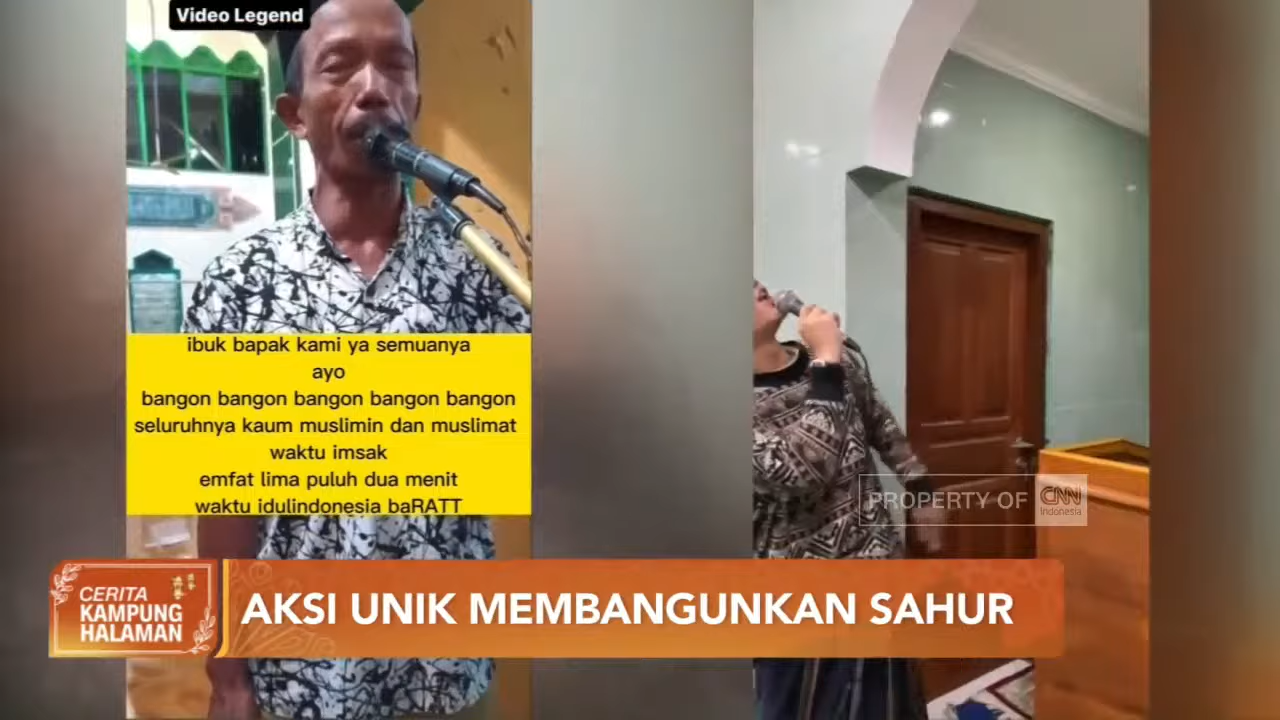 Video Legend
ibuk bapak kami ya semuanya
ayo
bangon bangon bangon bangon bangon
seluruhnya kaum muslimin dan muslimat
waktu imsak
emfat lima puluh dua menit
waktu idulindonesia baRATT
PROPERTY OF CNN Indonesia
CERITA
KAMPUNG
HALAMAN
AKSI UNIK MEMBANGUNKAN SAHUR